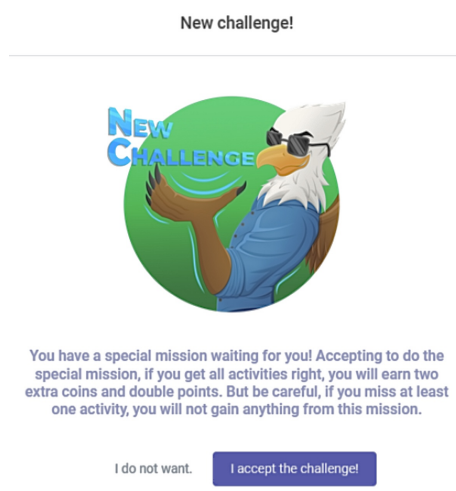 New challenge!
NEW
CHALLENGE
You have a special mission waiting for you! Accepting to do the
special mission, if you get all activities right, you will earn two
extra coins and double points. But be careful, if you miss at least
one activity, you will not gain anything from this mission.
I do not want. I accept the challenge!